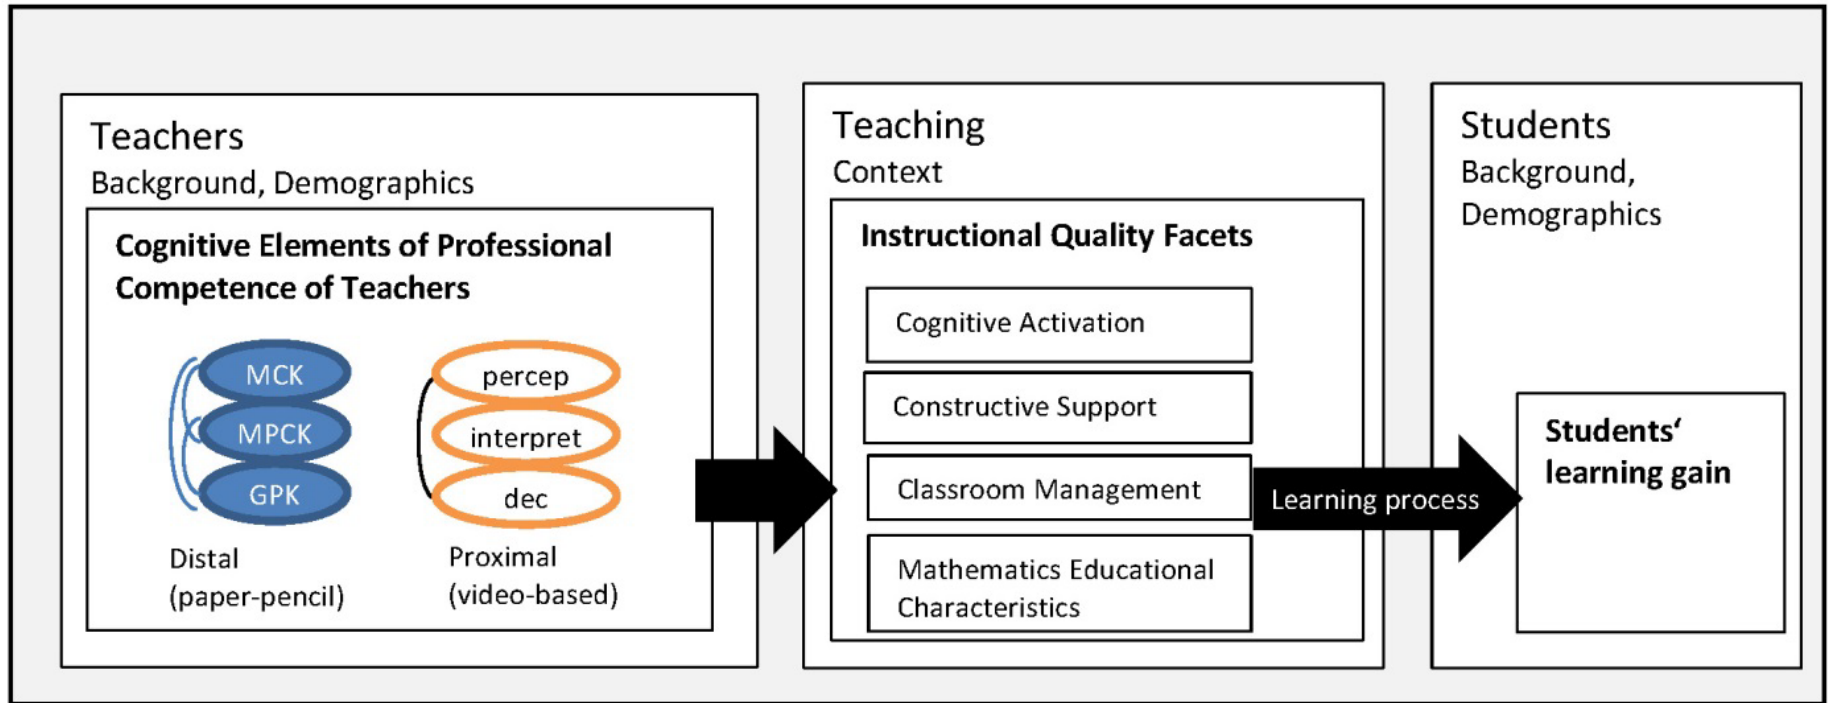 Teachers
Background, Demographics
Cognitive Elements of Professional
Competence of Teachers
MCK
MPCK
GPK
Distal
(paper-pencil)
percep
interpret
dec
Proximal
(video-based)
Teaching
Context
Instructional Quality Facets
Cognitive Activation
Constructive Support
Classroom Management
Mathematics Educational
Characteristics
Learning process
Students
Background,
Demographics
Students‘
learning gain